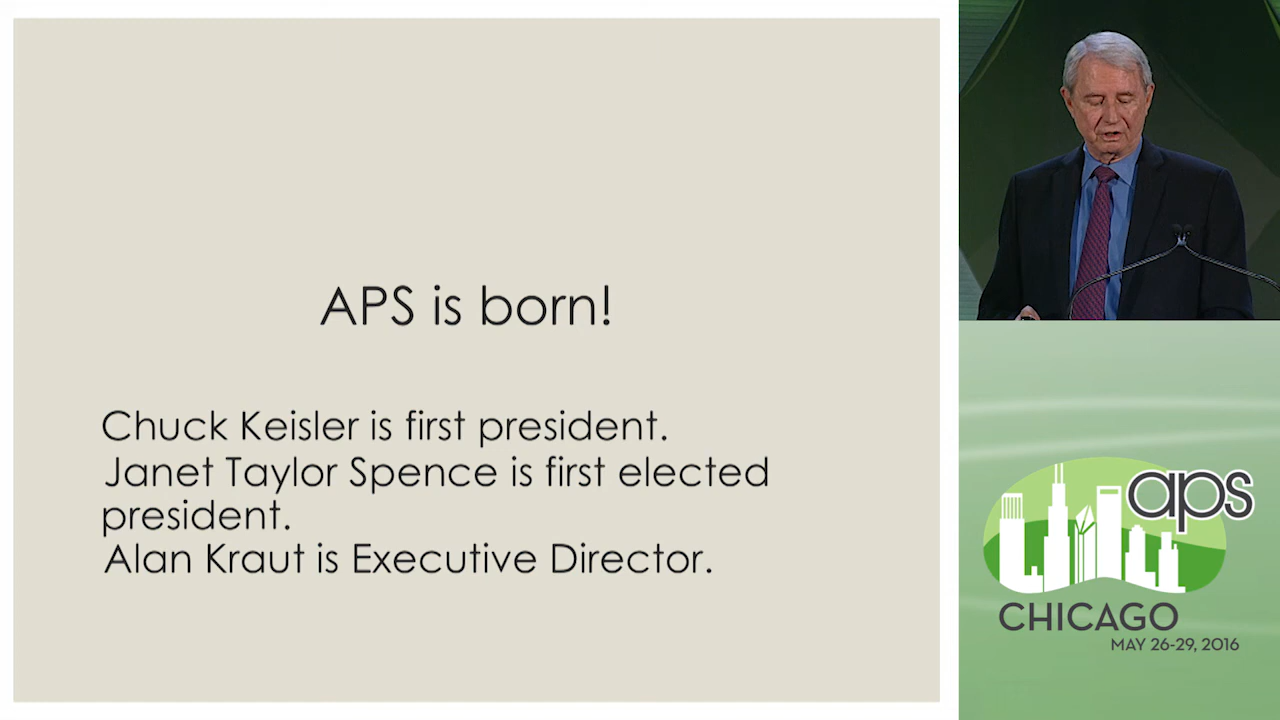 APS is born!
Chuck Keisler is first president.
Janet Taylor Spence is first elected
president.
Alan Kraut is Executive Director.
aps
CHICAGO
MAY 26-29, 2016